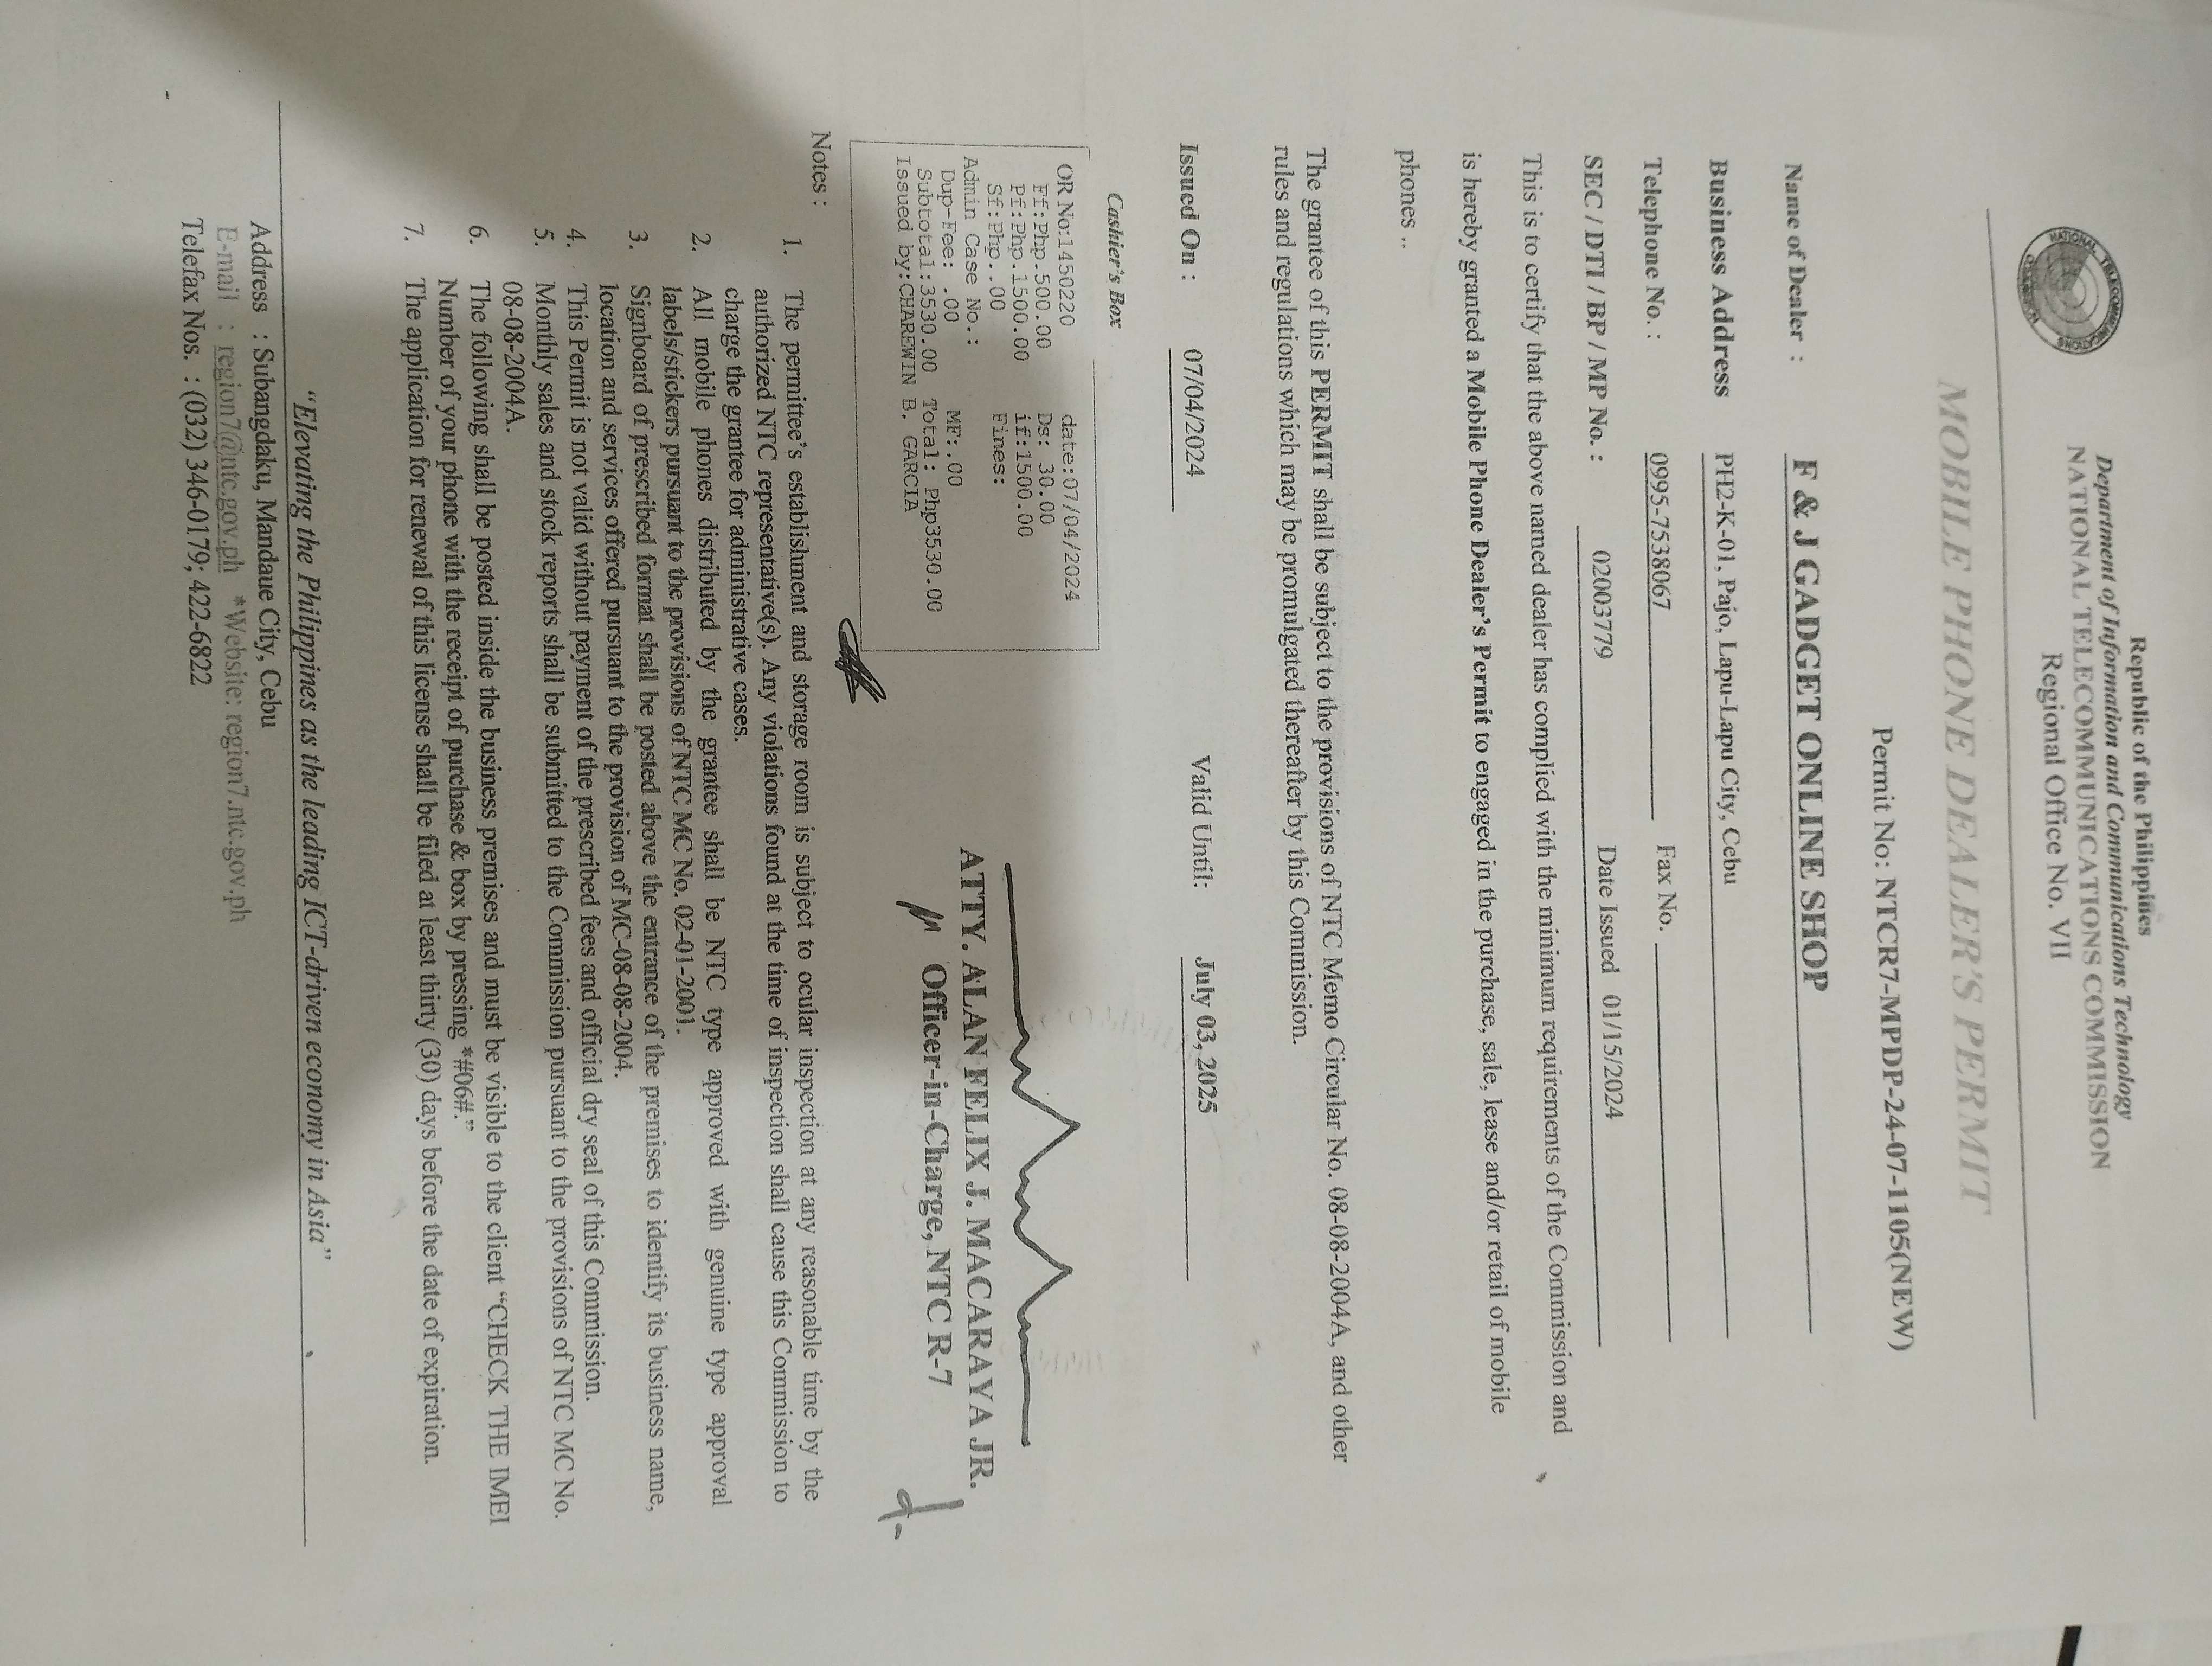 Republic of the Philippines
Department of Information and Communications Technology
NATIONAL TELECOMMUNICATIONS COMMISSION
Regional Office No. VII
MOBILE PHONE DEALER'S PERMIT
Permit No: NTCR7-MPDP-24-07-1105(NEW)
Name of Dealer : F & J GADGET ONLINE SHOP
Business Address PH2-K-01, Pajo, Lapu-Lapu City, Cebu
Telephone No. : 0995-7538067 Fax No.
SEC / DTI / BP / MP No. : 02003779 Date Issued 01/15/2024
This is to certify that the above named dealer has complied with the minimum requirements of the Commission and
is hereby granted a Mobile Phone Dealer's Permit to engaged in the purchase, sale, lease and/or retail of mobile
phones ..
The grantee of this PERMIT shall be subject to the provisions of NTC Memo Circular No. 08-08-2004A, and other
rules and regulations which may be promulgated thereafter by this Commission.
Issued On : 07/04/2024 Valid Until: July 03, 2025
Cashier's Box
OR No:1450220 date:07/04/2024
Ff:Php.500.00 Ds: 30.00
Pf:Php.1500.00 if:1500.00
Sf:Php..00 Fines:
Admin Case No.:
Dup-Fee: .00 MF:.00
Subtotal:3530.00 Total: Php3530.00
Issued by:CHAREWIN B. GARCIA
ATTY. ALAN FELIX J. MACARAYA JR.
Officer-in-Charge, NTC R-7
Notes :
1. The permittee's establishment and storage room is subject to ocular inspection at any reasonable time by the
authorized NTC representative(s). Any violations found at the time of inspection shall cause this Commission to
charge the grantee for administrative cases.
2. All mobile phones distributed by the grantee shall be NTC type approved with genuine type approval
labels/stickers pursuant to the provisions of NTC MC No. 02-01-2001.
3. Signboard of prescribed format shall be posted above the entrance of the premises to identify its business name,
location and services offered pursuant to the provision of MC-08-08-2004.
4. This Permit is not valid without payment of the prescribed fees and official dry seal of this Commission.
5. Monthly sales and stock reports shall be submitted to the Commission pursuant to the provisions of NTC MC No.
08-08-2004A.
6. The following shall be posted inside the business premises and must be visible to the client "CHECK THE IMEI
Number of your phone with the receipt of purchase & box by pressing *#06#."
7. The application for renewal of this license shall be filed at least thirty (30) days before the date of expiration.
"Elevating the Philippines as the leading ICT-driven economy in Asia"
Address : Subangdaku, Mandaue City, Cebu
E-mail : region7@ntc.gov.ph *Website: region7.ntc.gov.ph
Telefax Nos. : (032) 346-0179; 422-6822